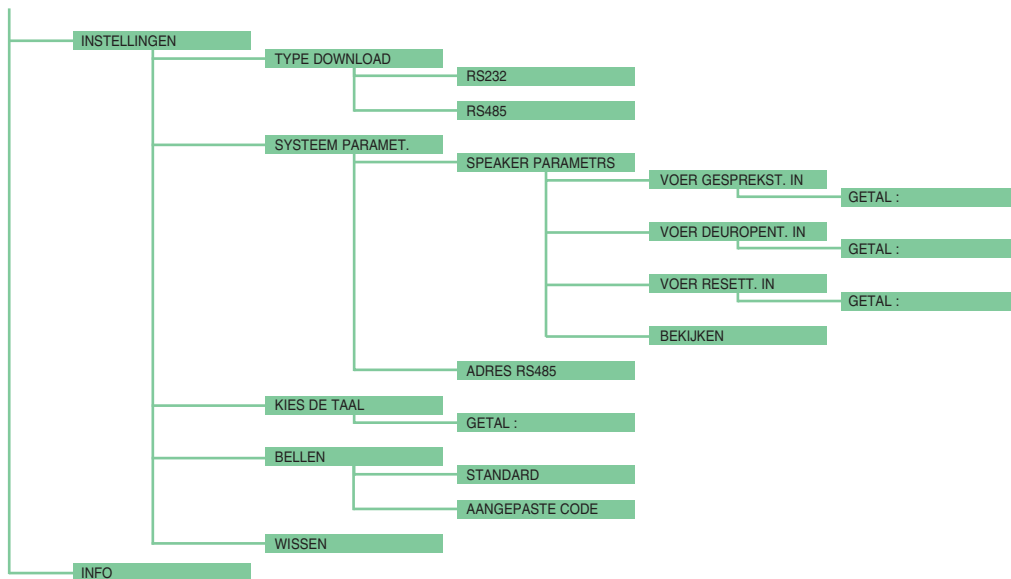 INSTELLINGEN
TYPE DOWNLOAD
RS232
RS485
SYSTEEM PARAMET.
SPEAKER PARAMETRS
VOER GESPREKST. IN
GETAL :
VOER DEUROPENT. IN
GETAL :
VOER RESETT. IN
GETAL :
BEKIJKEN
ADRES RS485
KIES DE TAAL
GETAL :
BELLEN
STANDARD
AANGEPASTE CODE
WISSEN
INFO